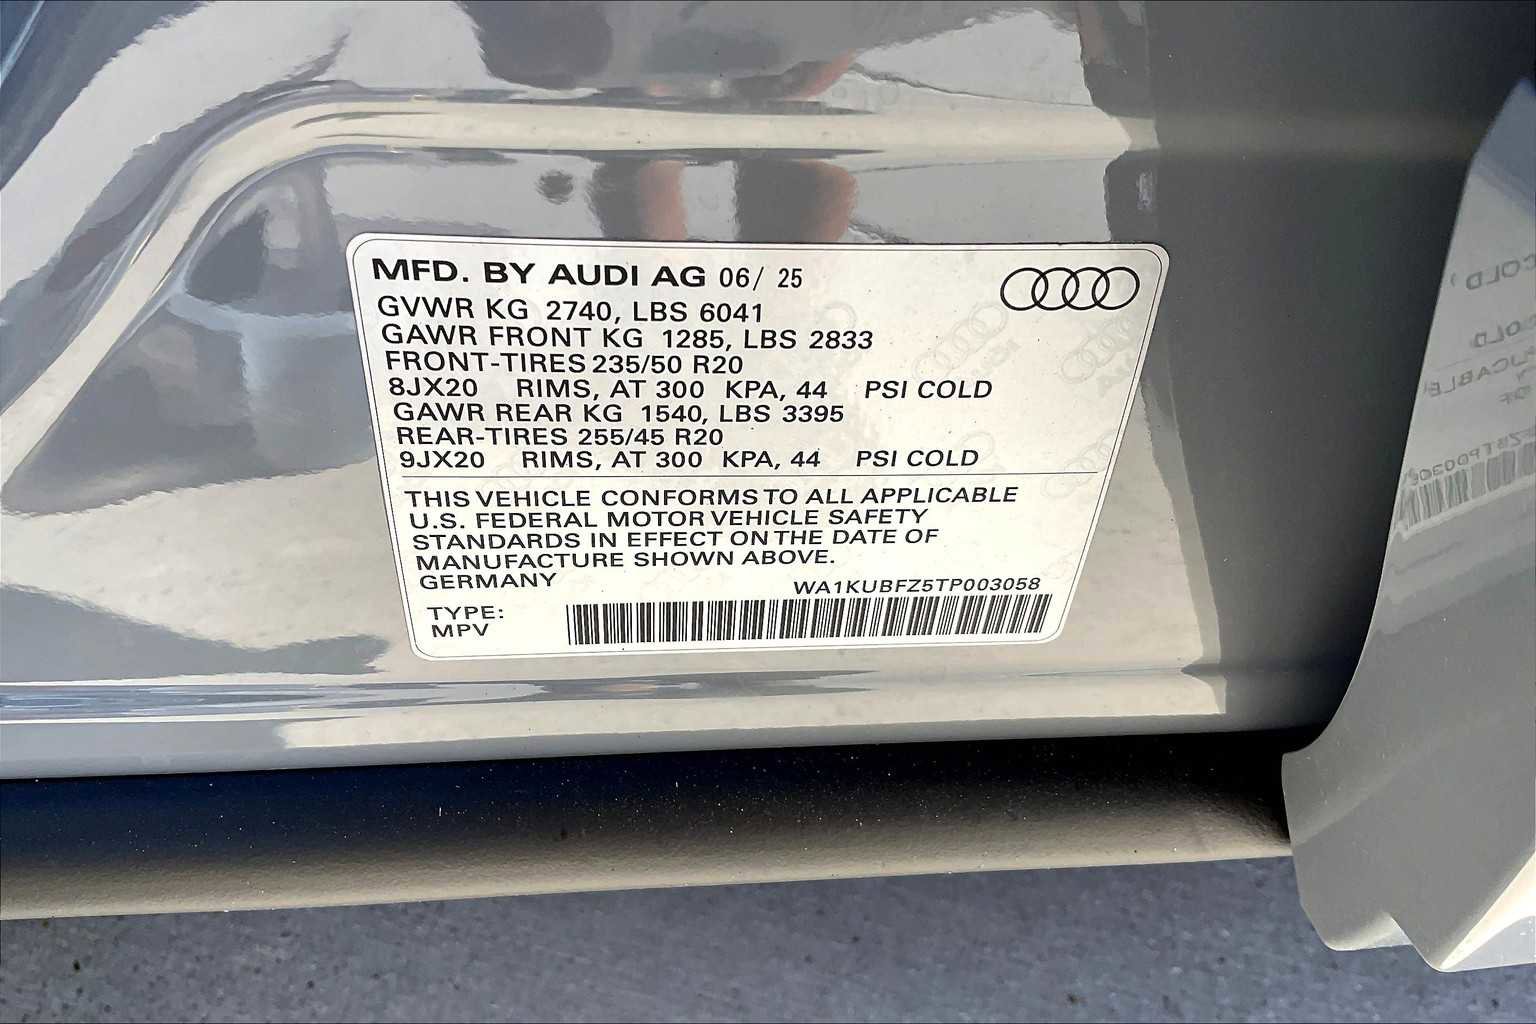 MFD. BY AUDI AG 06/ 25
GVWR KG 2740, LBS 6041
GAWR FRONT KG 1285, LBS 2833
FRONT-TIRES 235/50 R20
8JX20 RIMS, AT 300 KPA, 44 PSI COLD
GAWR REAR KG 1540, LBS 3395
REAR-TIRES 255/45 R20
9JX20 RIMS, AT 300 KPA, 44 PSI COLD
THIS VEHICLE CONFORMS TO ALL APPLICABLE
U.S. FEDERAL MOTOR VEHICLE SAFETY
STANDARDS IN EFFECT ON THE DATE OF
MANUFACTURE SHOWN ABOVE.
GERMANY
WA1KUBFZ5TP003058
TYPE:
MPV